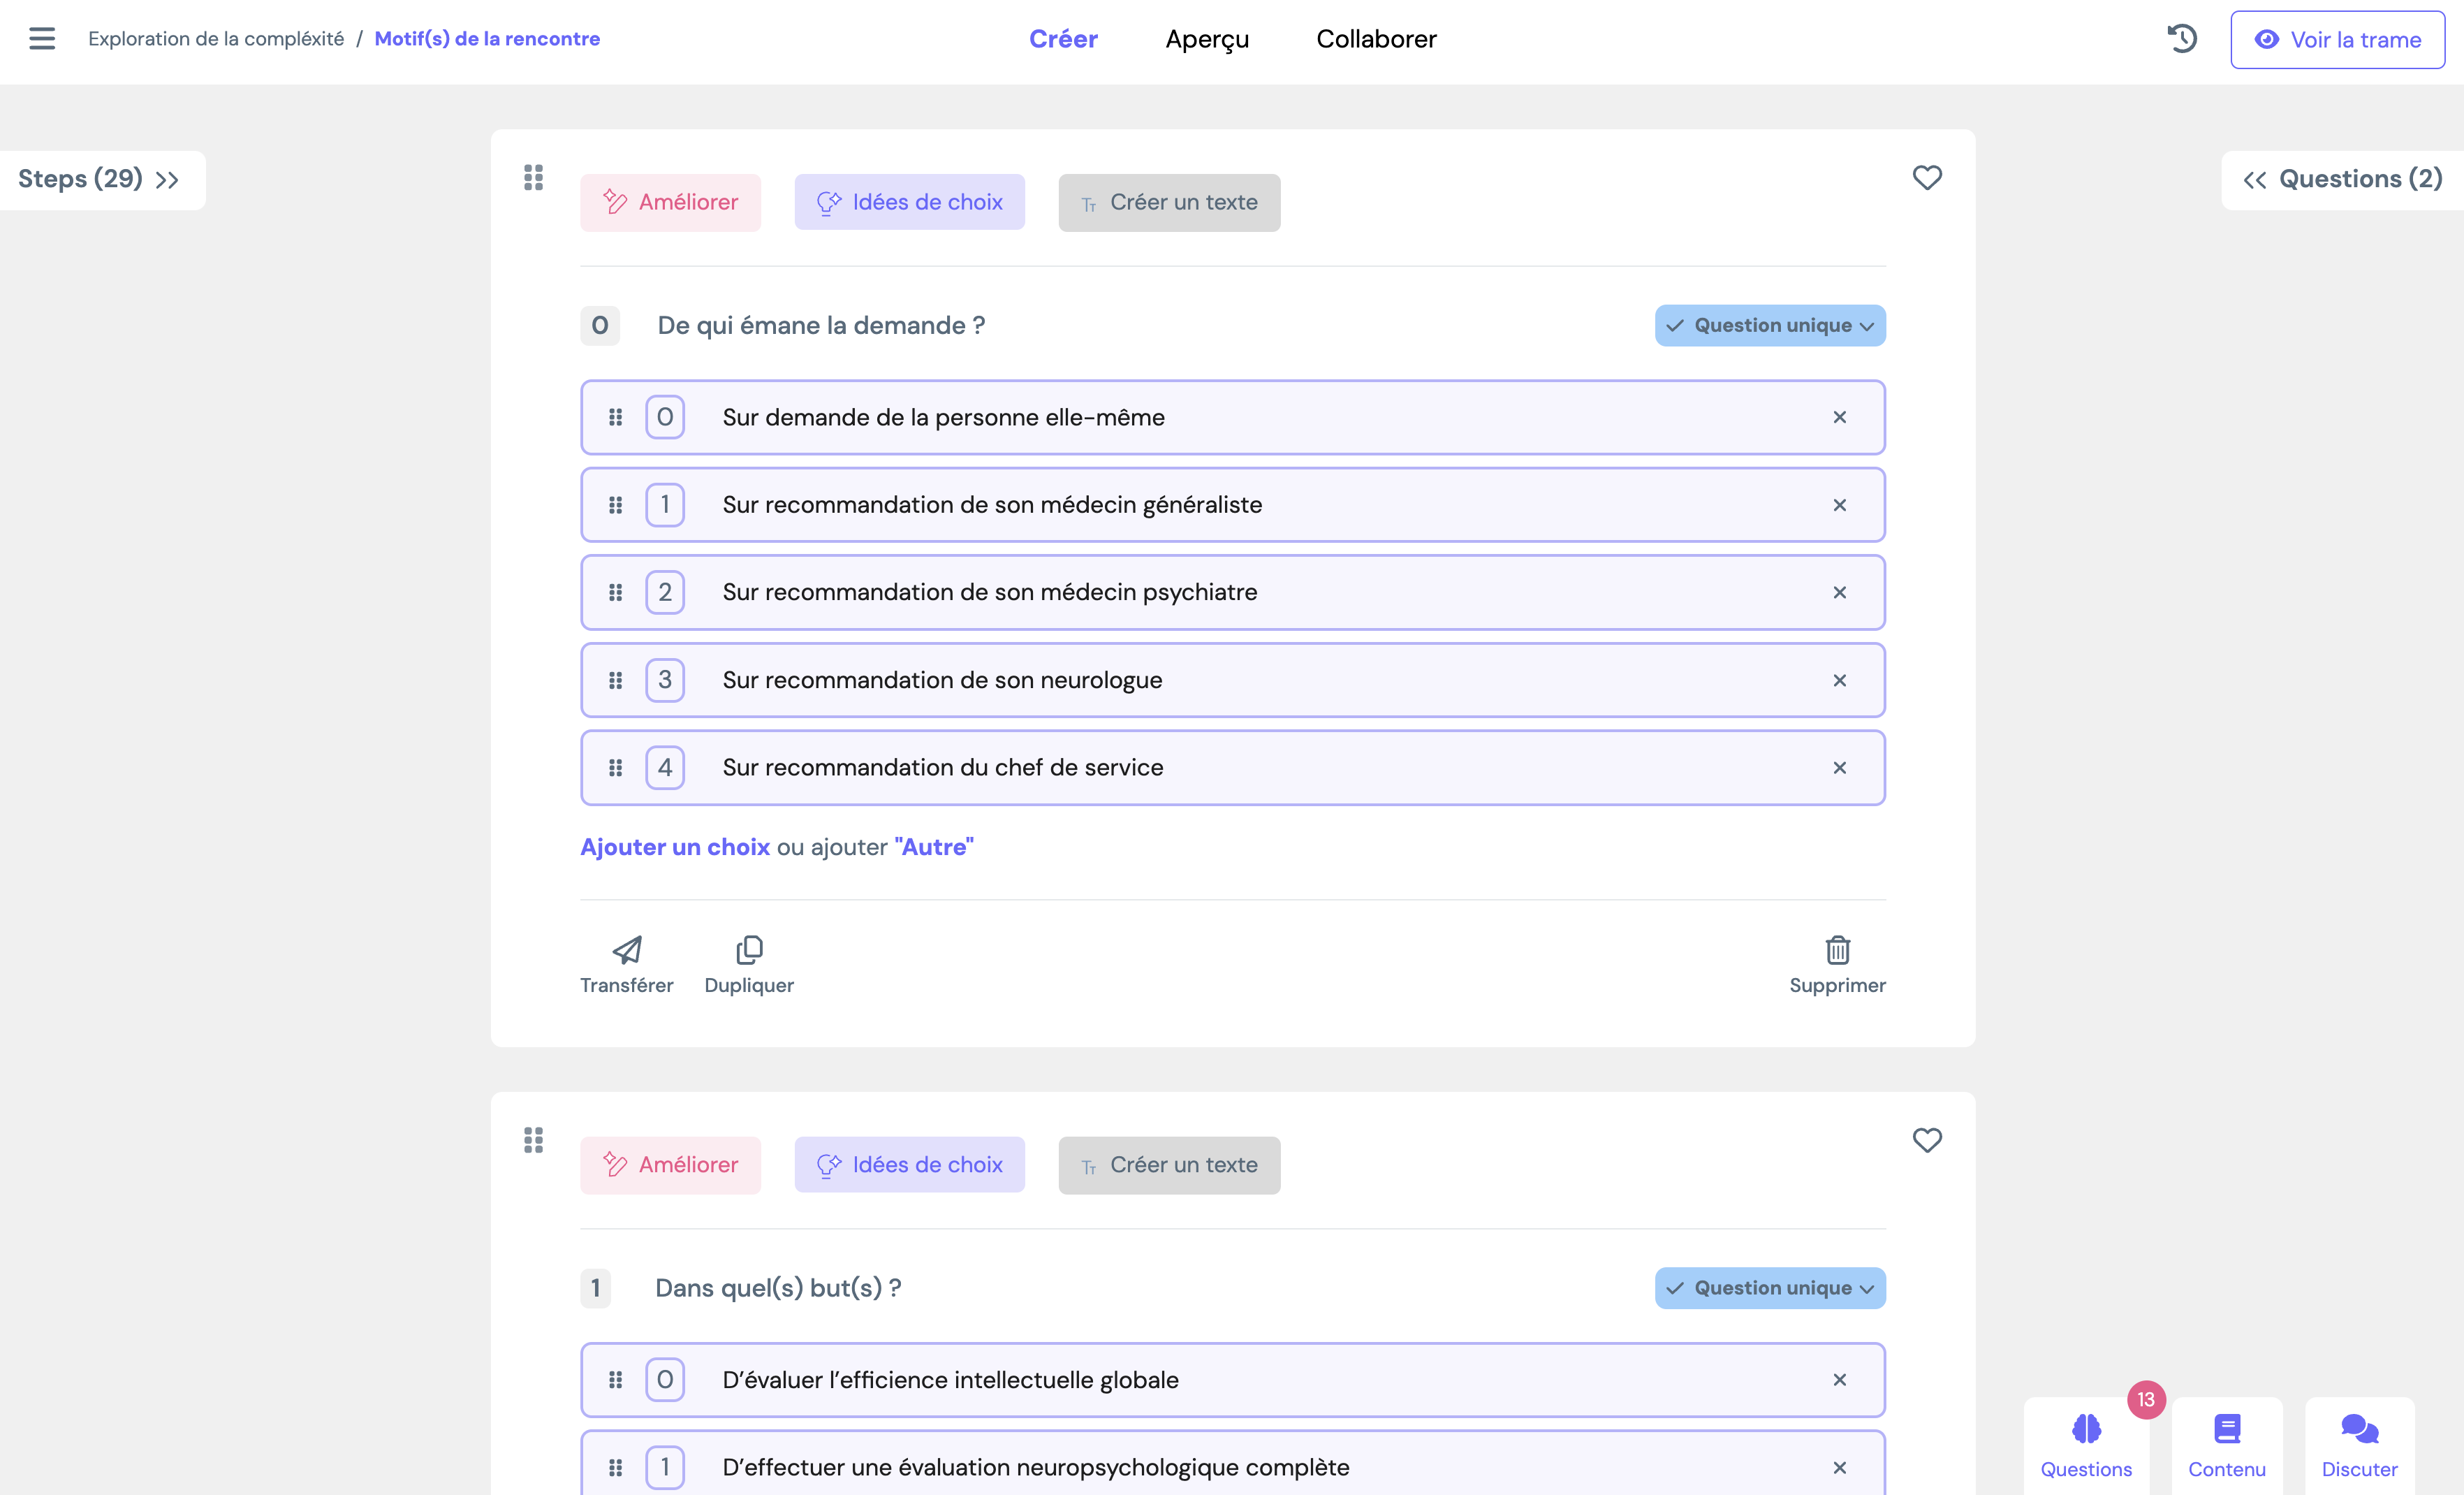 Exploration de la compléxité / Motif(s) de la rencontre
Créer Aperçu Collaborer
Voir la trame
Steps (29)
Questions (2)
Améliorer Idées de choix Tт Créer un texte
0 De qui émane la demande ? Question unique
0 Sur demande de la personne elle-même
1 Sur recommandation de son médecin généraliste
2 Sur recommandation de son médecin psychiatre
3 Sur recommandation de son neurologue
4 Sur recommandation du chef de service
Ajouter un choix ou ajouter "Autre"
Transférer Dupliquer Supprimer
Améliorer Idées de choix Tт Créer un texte
1 Dans quel(s) but(s) ? Question unique
0 D’évaluer l’efficience intellectuelle globale
1 D’effectuer une évaluation neuropsychologique complète
13
Questions Contenu Discuter